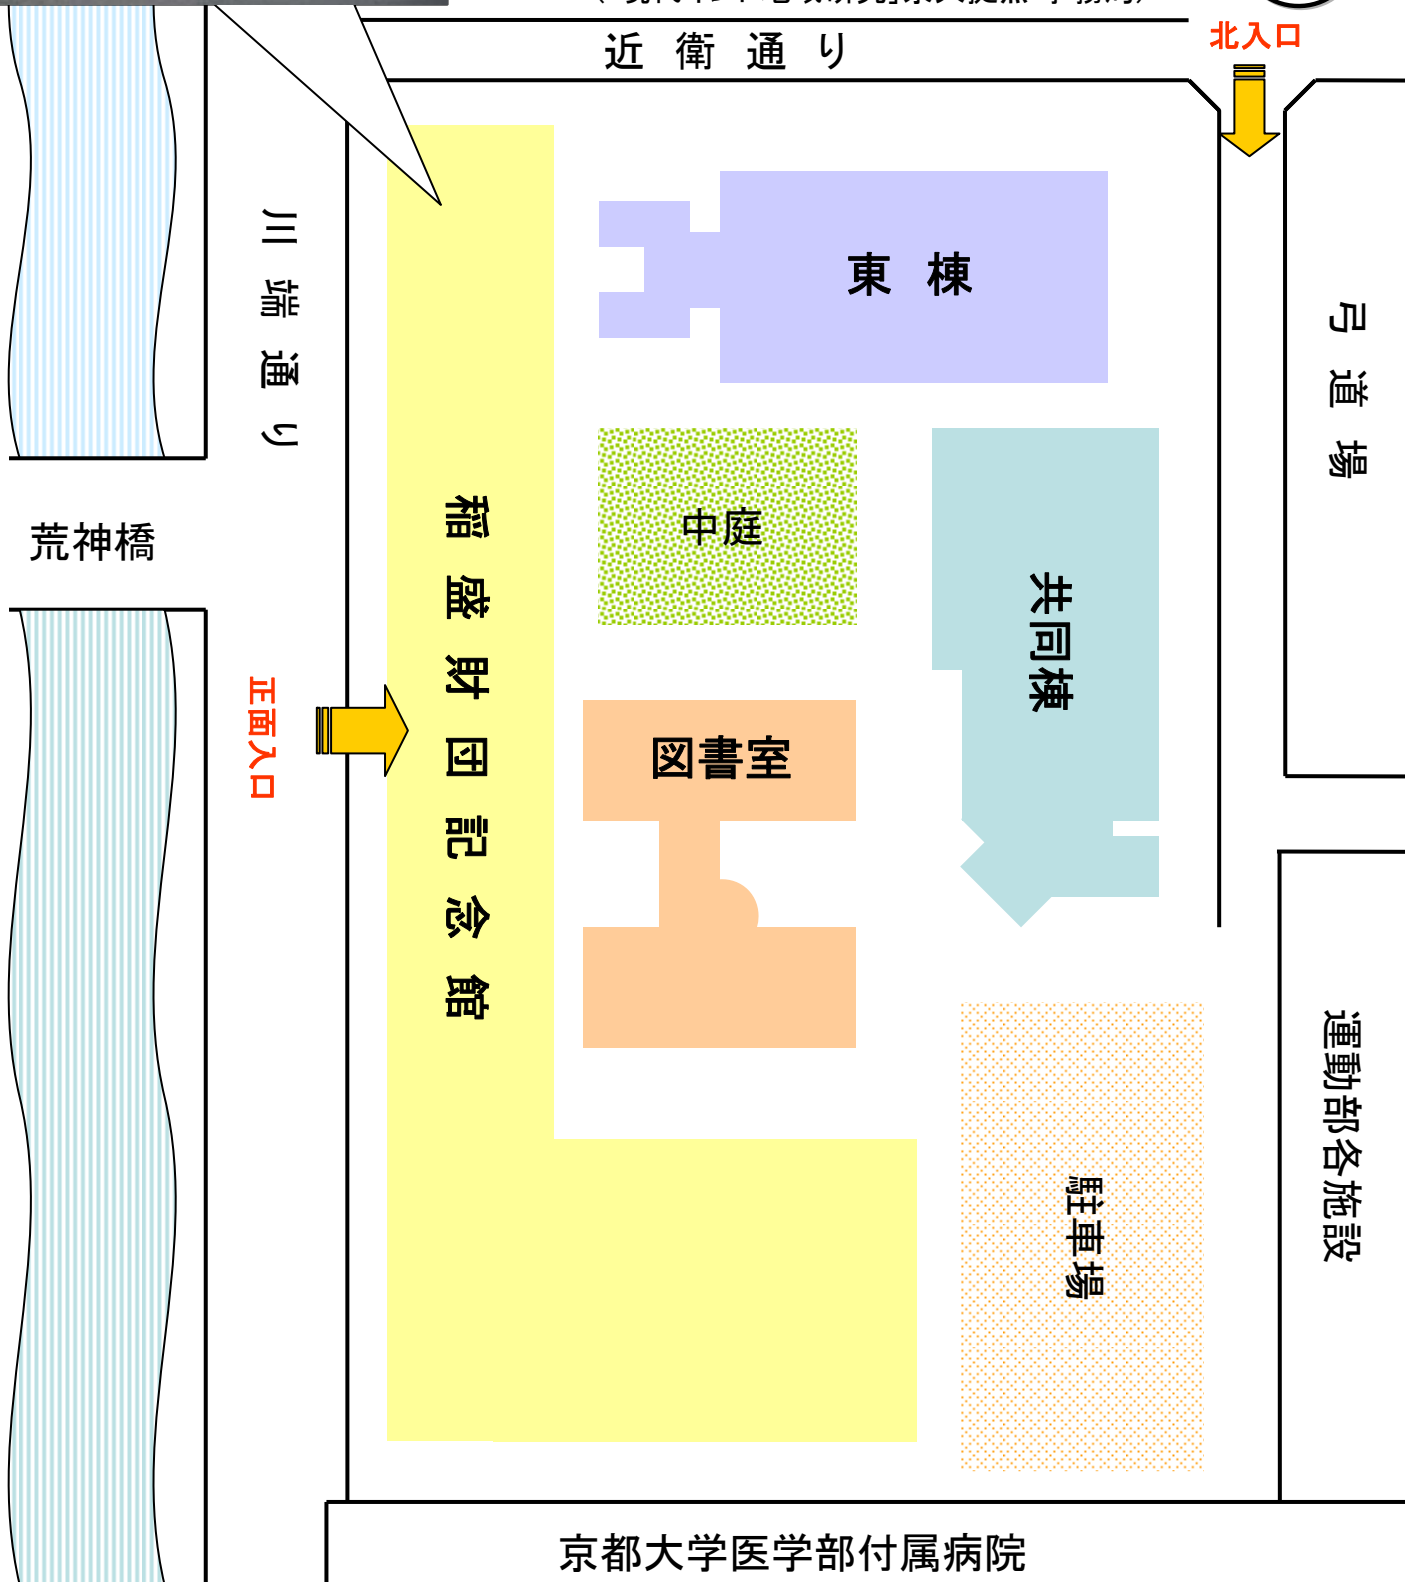 近衛通り
北入口
川端通り
東棟
弓道場
稲盛財団記念館
中庭
荒神橋
共同棟
正面入口
図書室
運動部各施設
駐車場
京都大学医学部付属病院